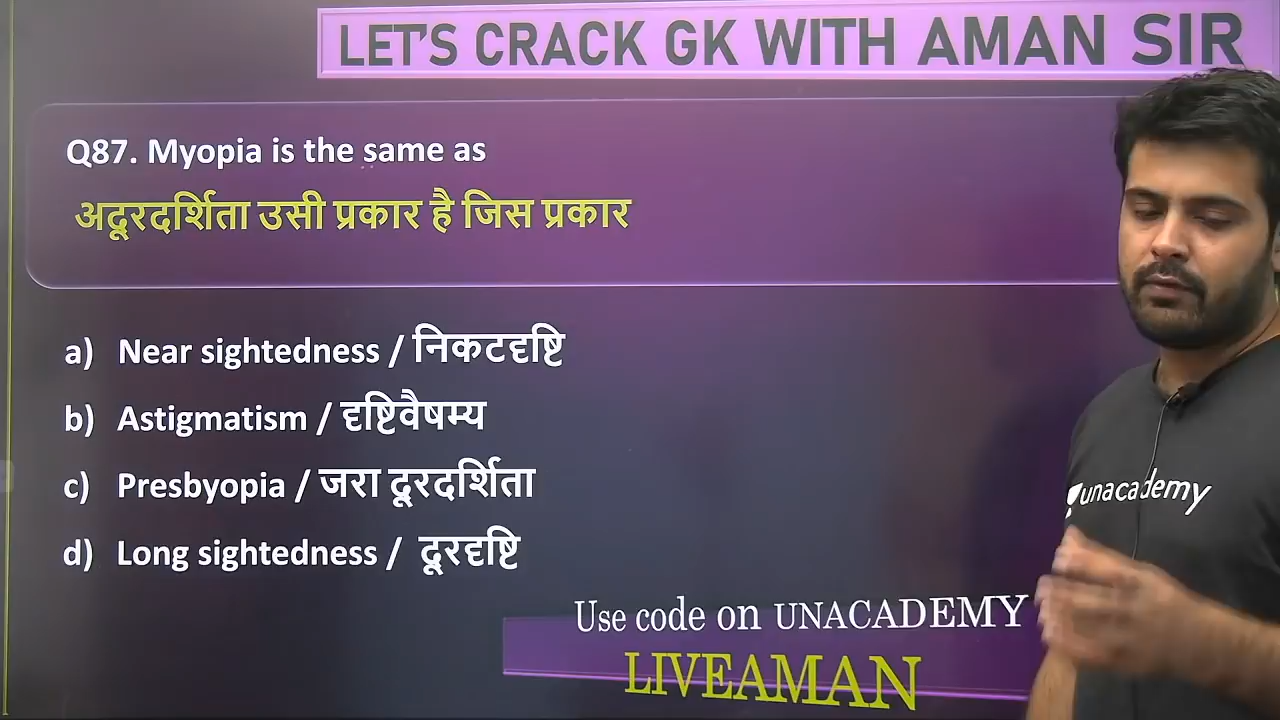 LET'S CRACK GK WITH AMAN SIR
Q87. Myopia is the same as
अदूरदर्शिता उसी प्रकार है जिस प्रकार
a) Near sightedness / निकटदृष्टि
b) Astigmatism / दृष्टिवैषम्य
c) Presbyopia / जरा दूरदर्शिता
d) Long sightedness / दूरदृष्टि
unacademy
Use code on UNACADEMY
LIVEAMAN